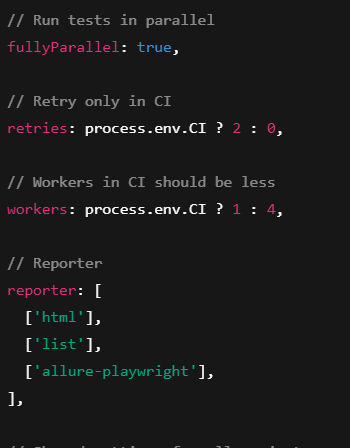 // Run tests in parallel
fullyParallel: true,
// Retry only in CI
retries: process.env.CI ? 2 : 0,
// Workers in CI should be less
workers: process.env.CI ? 1 : 4,
// Reporter
reporter: [
['html'],
['list'],
['allure-playwright'],
],